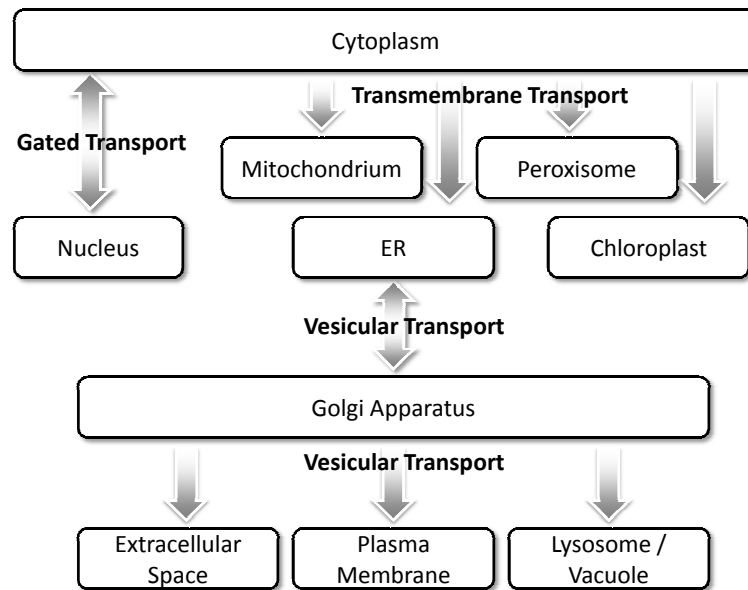 Cytoplasm
Transmembrane Transport
Gated Transport
Mitochondrium
Peroxisome
Nucleus
ER
Chloroplast
Vesicular Transport
Golgi Apparatus
Vesicular Transport
Extracellular
Space
Plasma
Membrane
Lysosome /
Vacuole